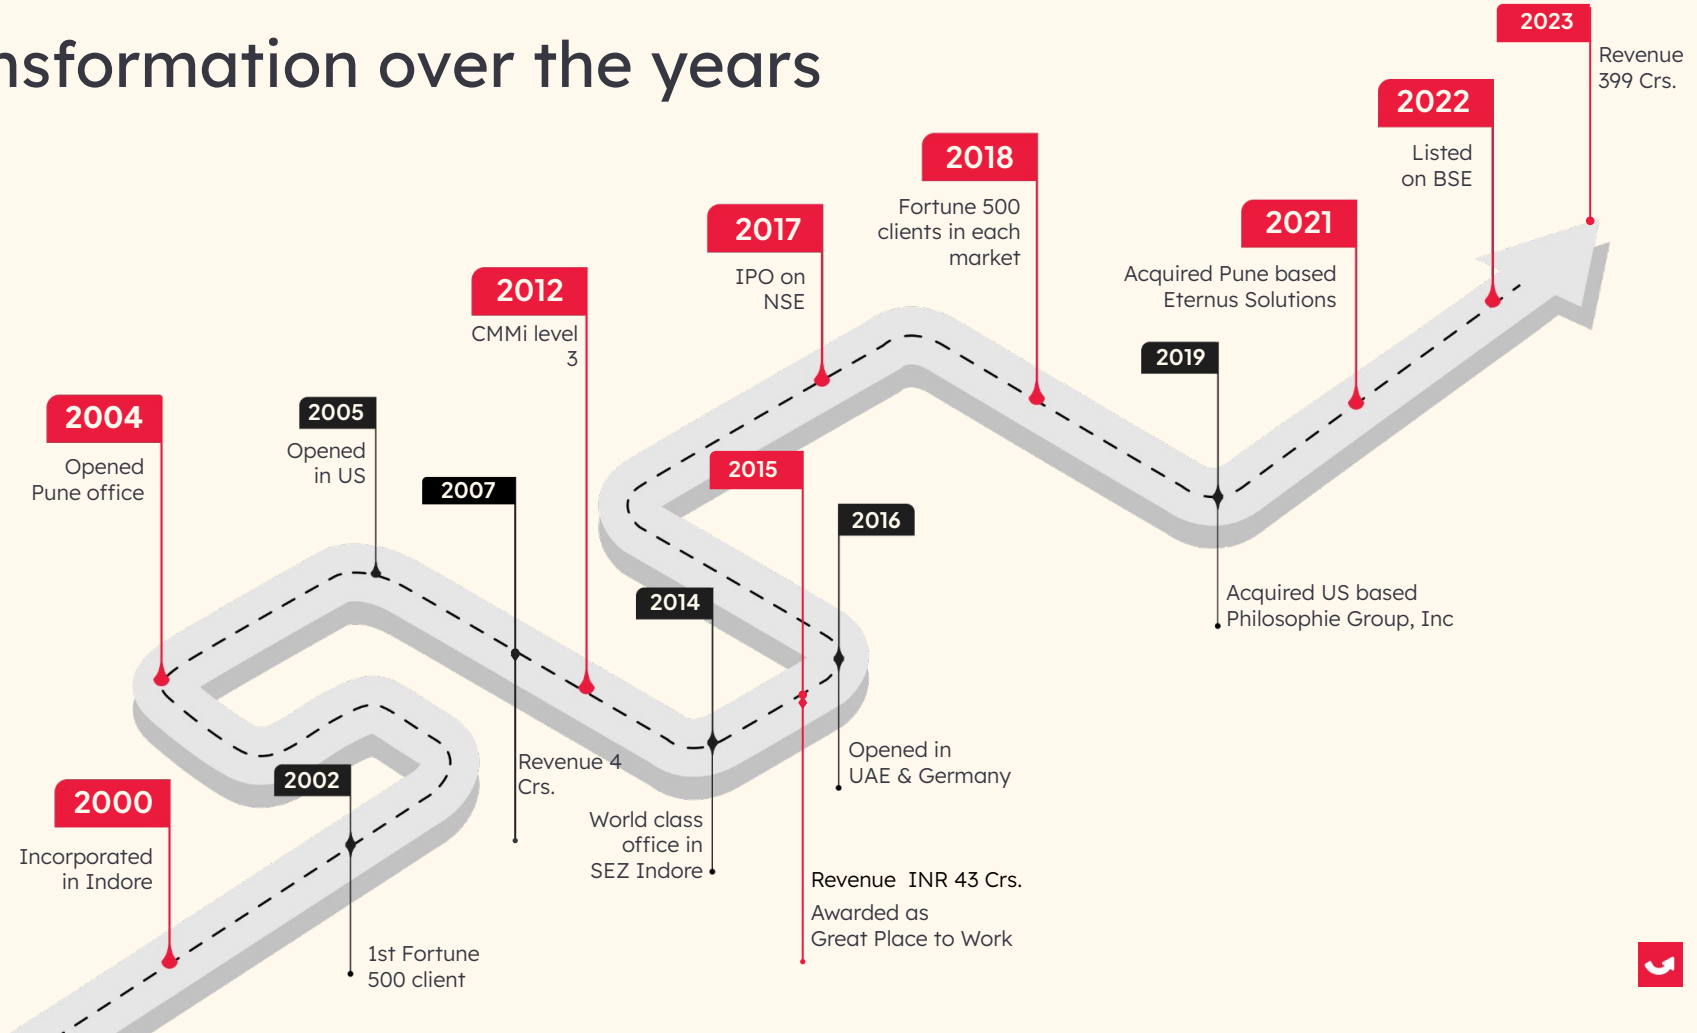 nsformation over the years
2000
Incorporated
in Indore
2002
1st Fortune
500 client
2004
Opened
Pune office
2005
Opened
in US
2007
Revenue 4
Crs.
2012
CMMi level
3
2014
World class
office in
SEZ Indore
2015
Revenue INR 43 Crs.
Awarded as
Great Place to Work
2016
Opened in
UAE & Germany
2017
IPO on
NSE
2018
Fortune 500
clients in each
market
2019
Acquired US based
Philosophie Group, Inc
2021
Acquired Pune based
Eternus Solutions
2022
Listed
on BSE
2023
Revenue
399 Crs.